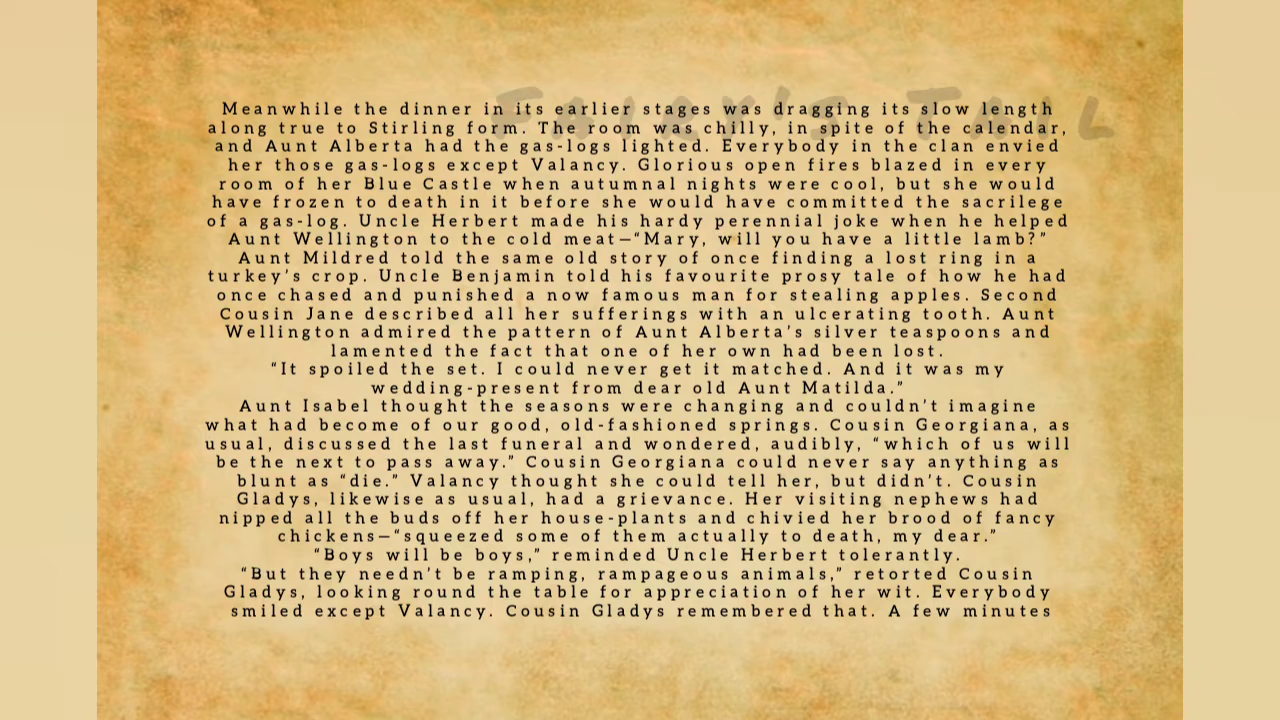 Meanwhile the dinner in its earlier stages was dragging its slow length
along true to Stirling form. The room was chilly, in spite of the calendar,
and Aunt Alberta had the gas-logs lighted. Everybody in the clan envied
her those gas-logs except Valancy. Glorious open fires blazed in every
room of her Blue Castle when autumnal nights were cool, but she would
have frozen to death in it before she would have committed the sacrilege
of a gas-log. Uncle Herbert made his hardy perennial joke when he helped
Aunt Wellington to the cold meat—“Mary, will you have a little lamb?”
Aunt Mildred told the same old story of once finding a lost ring in a
turkey’s crop. Uncle Benjamin told his favourite prosy tale of how he had
once chased and punished a now famous man for stealing apples. Second
Cousin Jane described all her sufferings with an ulcerating tooth. Aunt
Wellington admired the pattern of Aunt Alberta’s silver teaspoons and
lamented the fact that one of her own had been lost.
“It spoiled the set. I could never get it matched. And it was my
wedding-present from dear old Aunt Matilda.”
Aunt Isabel thought the seasons were changing and couldn’t imagine
what had become of our good, old-fashioned springs. Cousin Georgiana, as
usual, discussed the last funeral and wondered, audibly, “which of us will
be the next to pass away.” Cousin Georgiana could never say anything as
blunt as “die.” Valancy thought she could tell her, but didn’t. Cousin
Gladys, likewise as usual, had a grievance. Her visiting nephews had
nipped all the buds off her house-plants and chivied her brood of fancy
chickens—“squeezed some of them actually to death, my dear.”
“Boys will be boys,” reminded Uncle Herbert tolerantly.
“But they needn’t be ramping, rampageous animals,” retorted Cousin
Gladys, looking round the table for appreciation of her wit. Everybody
smiled except Valancy. Cousin Gladys remembered that. A few minutes